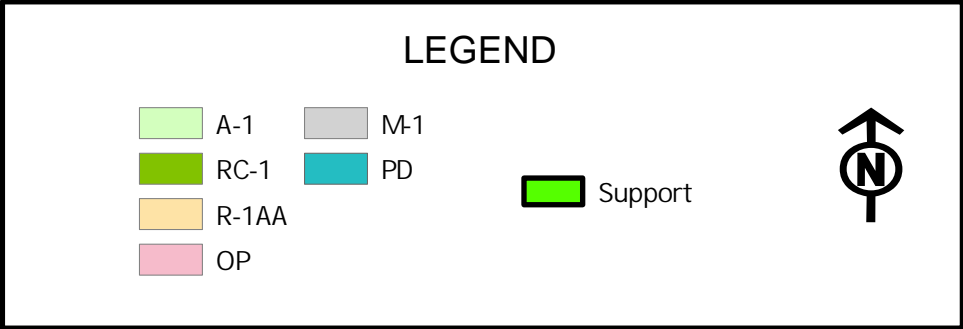 LEGEND
A-1 M-1
RC-1 PD
Support
R-1AA
OP
N